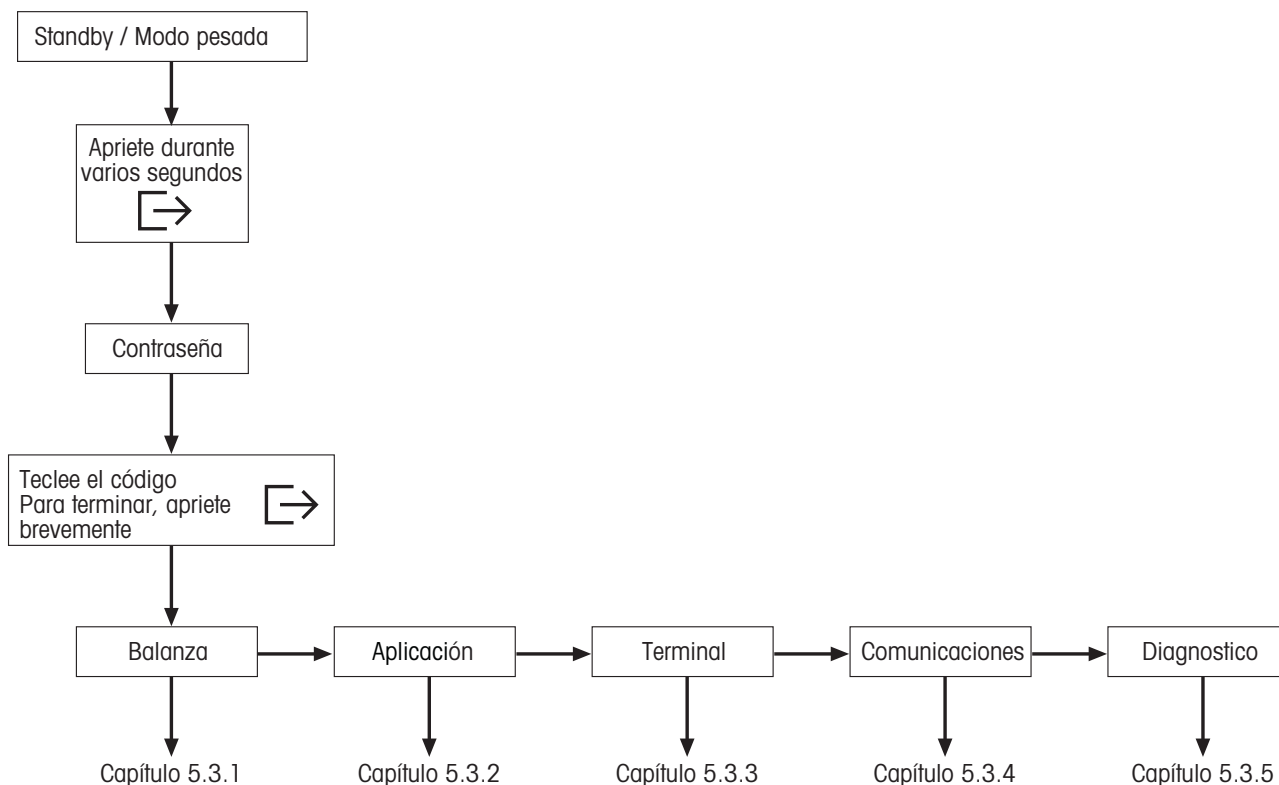 Standby / Modo pesada
Apriete durante
varios segundos
Contraseña
Teclee el código
Para terminar, apriete
brevemente
Balanza
Aplicación
Terminal
Comunicaciones
Diagnostico
Capítulo 5.3.1
Capítulo 5.3.2
Capítulo 5.3.3
Capítulo 5.3.4
Capítulo 5.3.5